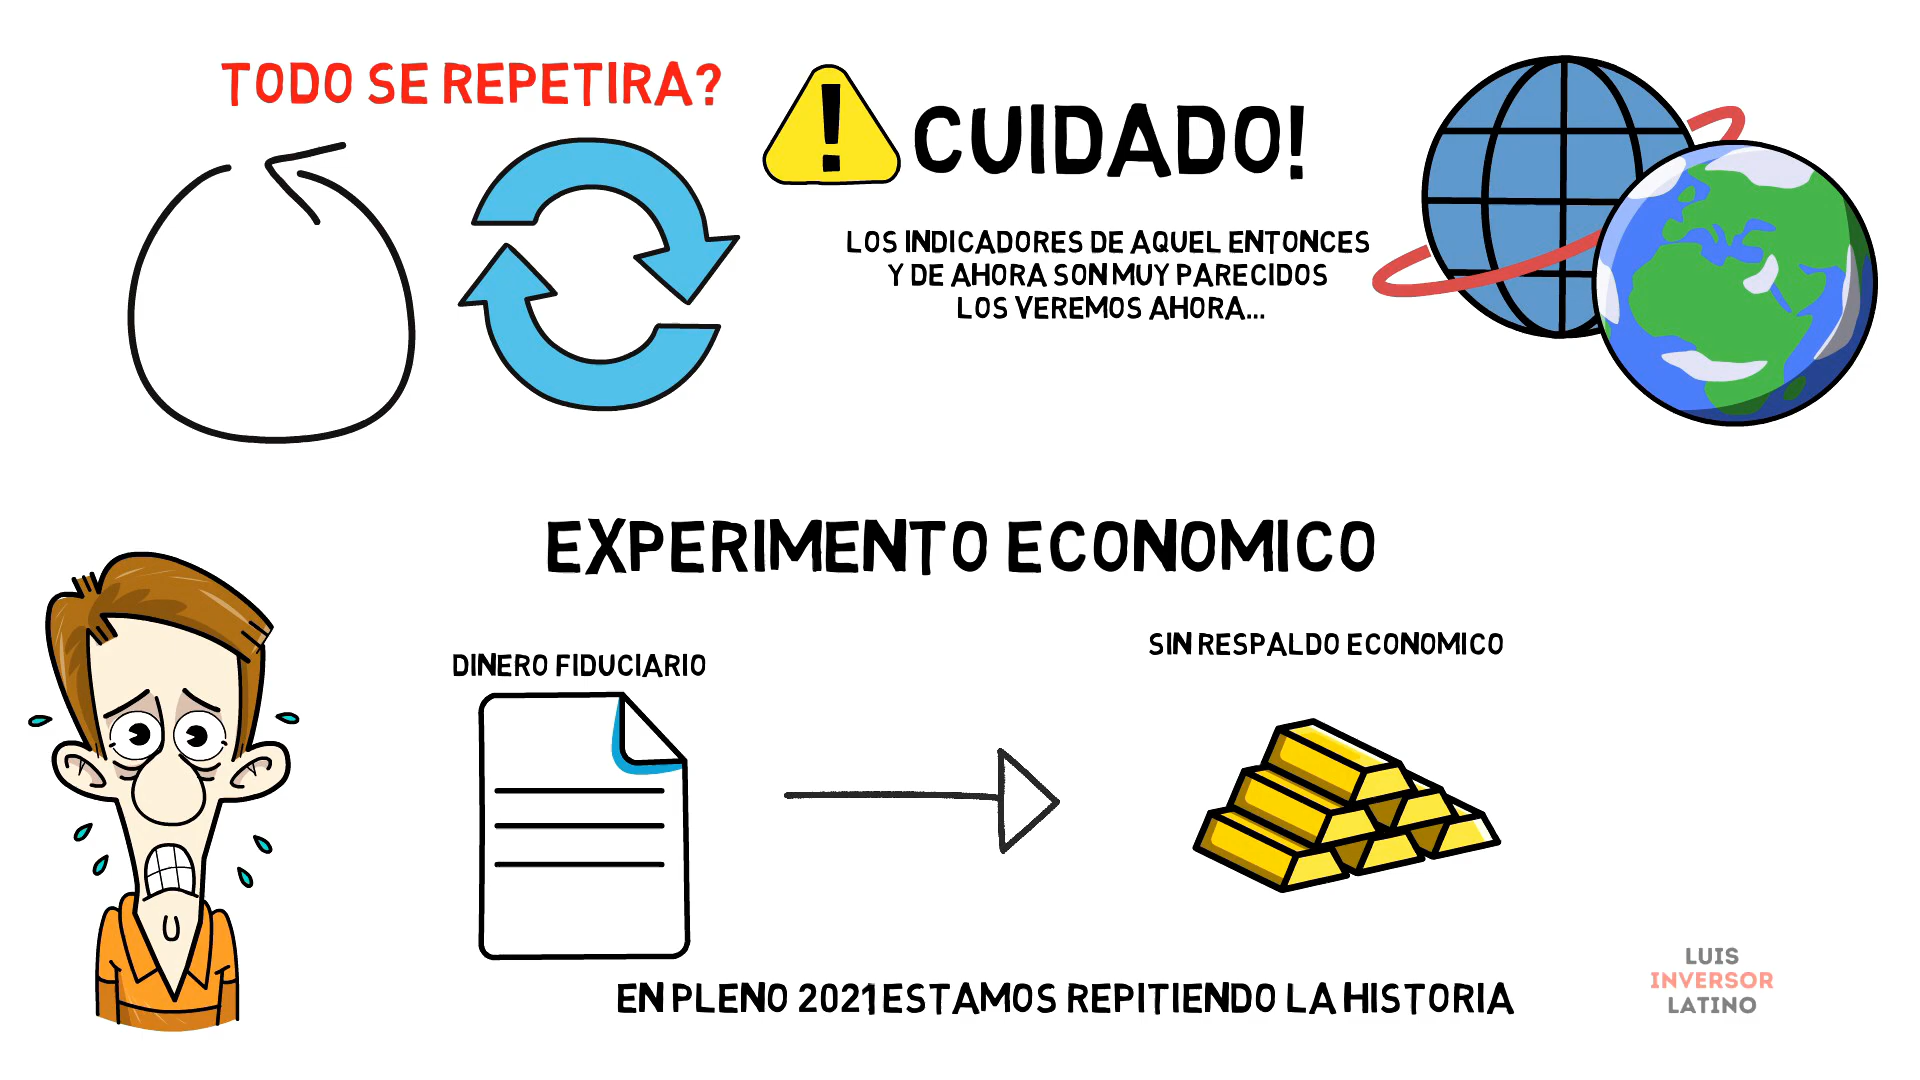 TODO SE REPETIRA?
CUIDADO!
LOS INDICADORES DE AQUEL ENTONCES
Y DE AHORA SON MUY PARECIDOS
LOS VEREMOS AHORA...
EXPERIMENTO ECONOMICO
DINERO FIDUCIARIO
SIN RESPALDO ECONOMICO
EN PLENO 2021 ESTAMOS REPITIENDO LA HISTORIA
LUIS
INVERSOR
LATINO